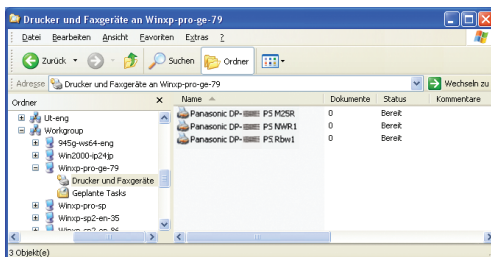 Drucker und Faxgeräte an Winxp-pro-ge-79
Datei Bearbeiten Ansicht Favoriten Extras ?
Zurück Suchen Ordner
Adresse Drucker und Faxgeräte an Winxp-pro-ge-79 Wechseln zu
Ordner
Name Dokumente Status Kommentare
Ut-eng
Workgroup
945g-ws64-eng
Win2000-ip24jp
Winxp-pro-ge-79
Drucker und Faxgeräte
Geplante Tasks
Winxp-pro-sp
Winxp-sp2-en-35
Winxp-sp2-en-86
Panasonic DP- PS M25R 0 Bereit
Panasonic DP- PS NWR1 0 Bereit
Panasonic DP- PS Rbw1 0 Bereit
3 Objekt(e)